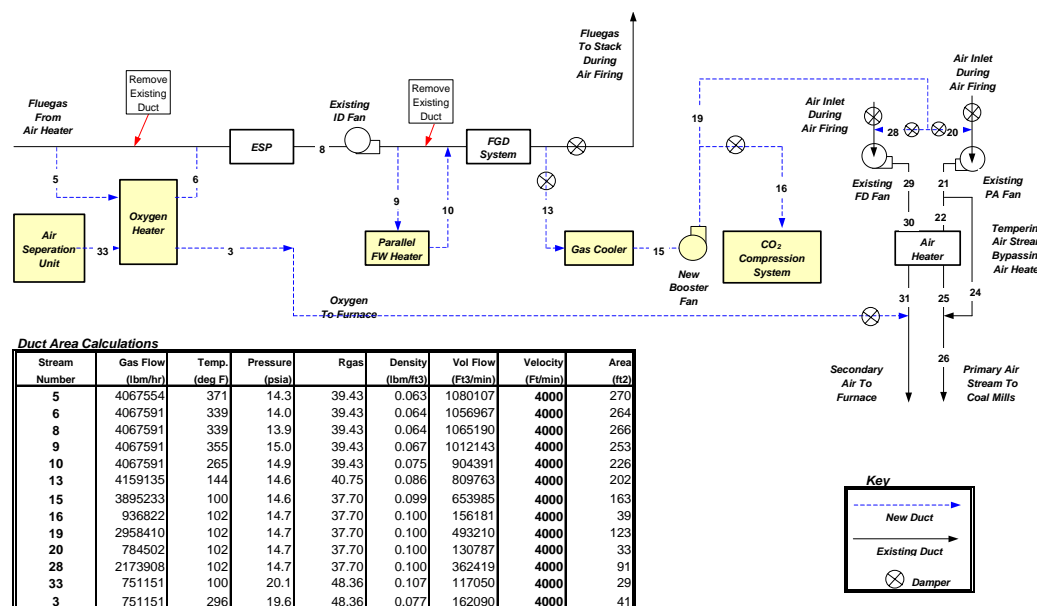 Fluegas
To Stack
During
Air Firing
Air Inlet
During
Air Firing
Air Inlet
During
Air Firing
Remove
Existing
Duct
Remove
Existing
Duct
Fluegas
From
Air Heater
Existing
ID Fan
19
28
20
ESP
8
FGD
System
5
6
9
10
13
16
29
21
Existing
FD Fan
Existing
PA Fan
Oxygen
Heater
Air
Seperation
Unit
33
3
Parallel
FW Heater
Gas Cooler
15
New
Booster
Fan
CO₂
Compression
System
30
22
Air
Heater
Tempering
Air Stream
Bypassing
Air Heate
31
25
24
Oxygen
To Furnace
26
Secondary
Air To
Furnace
Primary Air
Stream To
Coal Mills
Duct Area Calculations
Stream Gas Flow Temp. Pressure Rgas Density Vol Flow Velocity Area
Number (lbm/hr) (deg F) (psia) (lbm/ft3) (Ft3/min) (Ft/min) (ft2)
5 4067554 371 14.3 39.43 0.063 1080107 4000 270
6 4067591 339 14.0 39.43 0.064 1056967 4000 264
8 4067591 339 13.9 39.43 0.064 1065190 4000 266
9 4067591 355 15.0 39.43 0.067 1012143 4000 253
10 4067591 265 14.9 39.43 0.075 904391 4000 226
13 4159135 144 14.6 40.75 0.086 809763 4000 202
15 3895233 100 14.6 37.70 0.099 653985 4000 163
16 936822 102 14.7 37.70 0.100 156181 4000 39
19 2958410 102 14.7 37.70 0.100 493210 4000 123
20 784502 102 14.7 37.70 0.100 130787 4000 33
28 2173908 102 14.7 37.70 0.100 362419 4000 91
33 751151 100 20.1 48.36 0.107 117050 4000 29
3 751151 296 19.6 48.36 0.077 162090 4000 41
Key
New Duct
Existing Duct
Damper